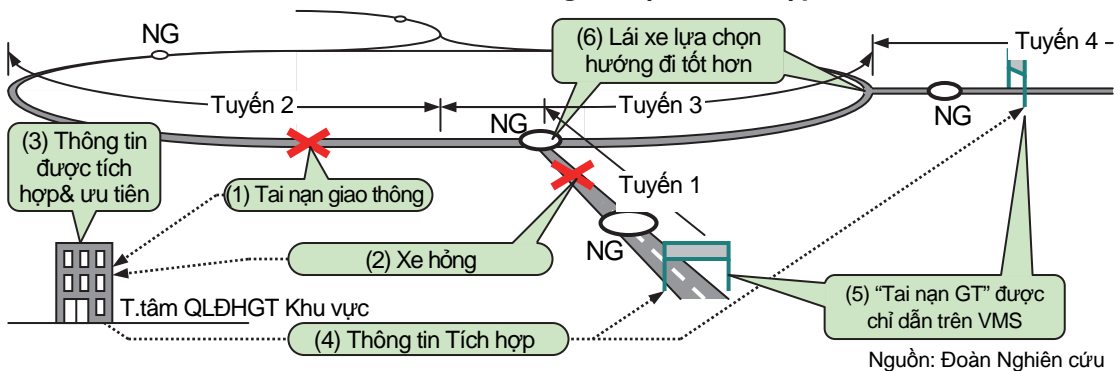 NG
(6) Lái xe lựa chọn
hướng đi tốt hơn
Tuyến 4
Tuyến 2
Tuyến 3
NG
NG
(3) Thông tin
được tích
hợp& ưu tiên
(1) Tai nạn giao thông
Tuyến 1
NG
(2) Xe hỏng
T.tâm QLĐHGT Khu vực
(5) “Tai nạn GT” được
chỉ dẫn trên VMS
(4) Thông tin Tích hợp
Nguồn: Đoàn Nghiên cứu